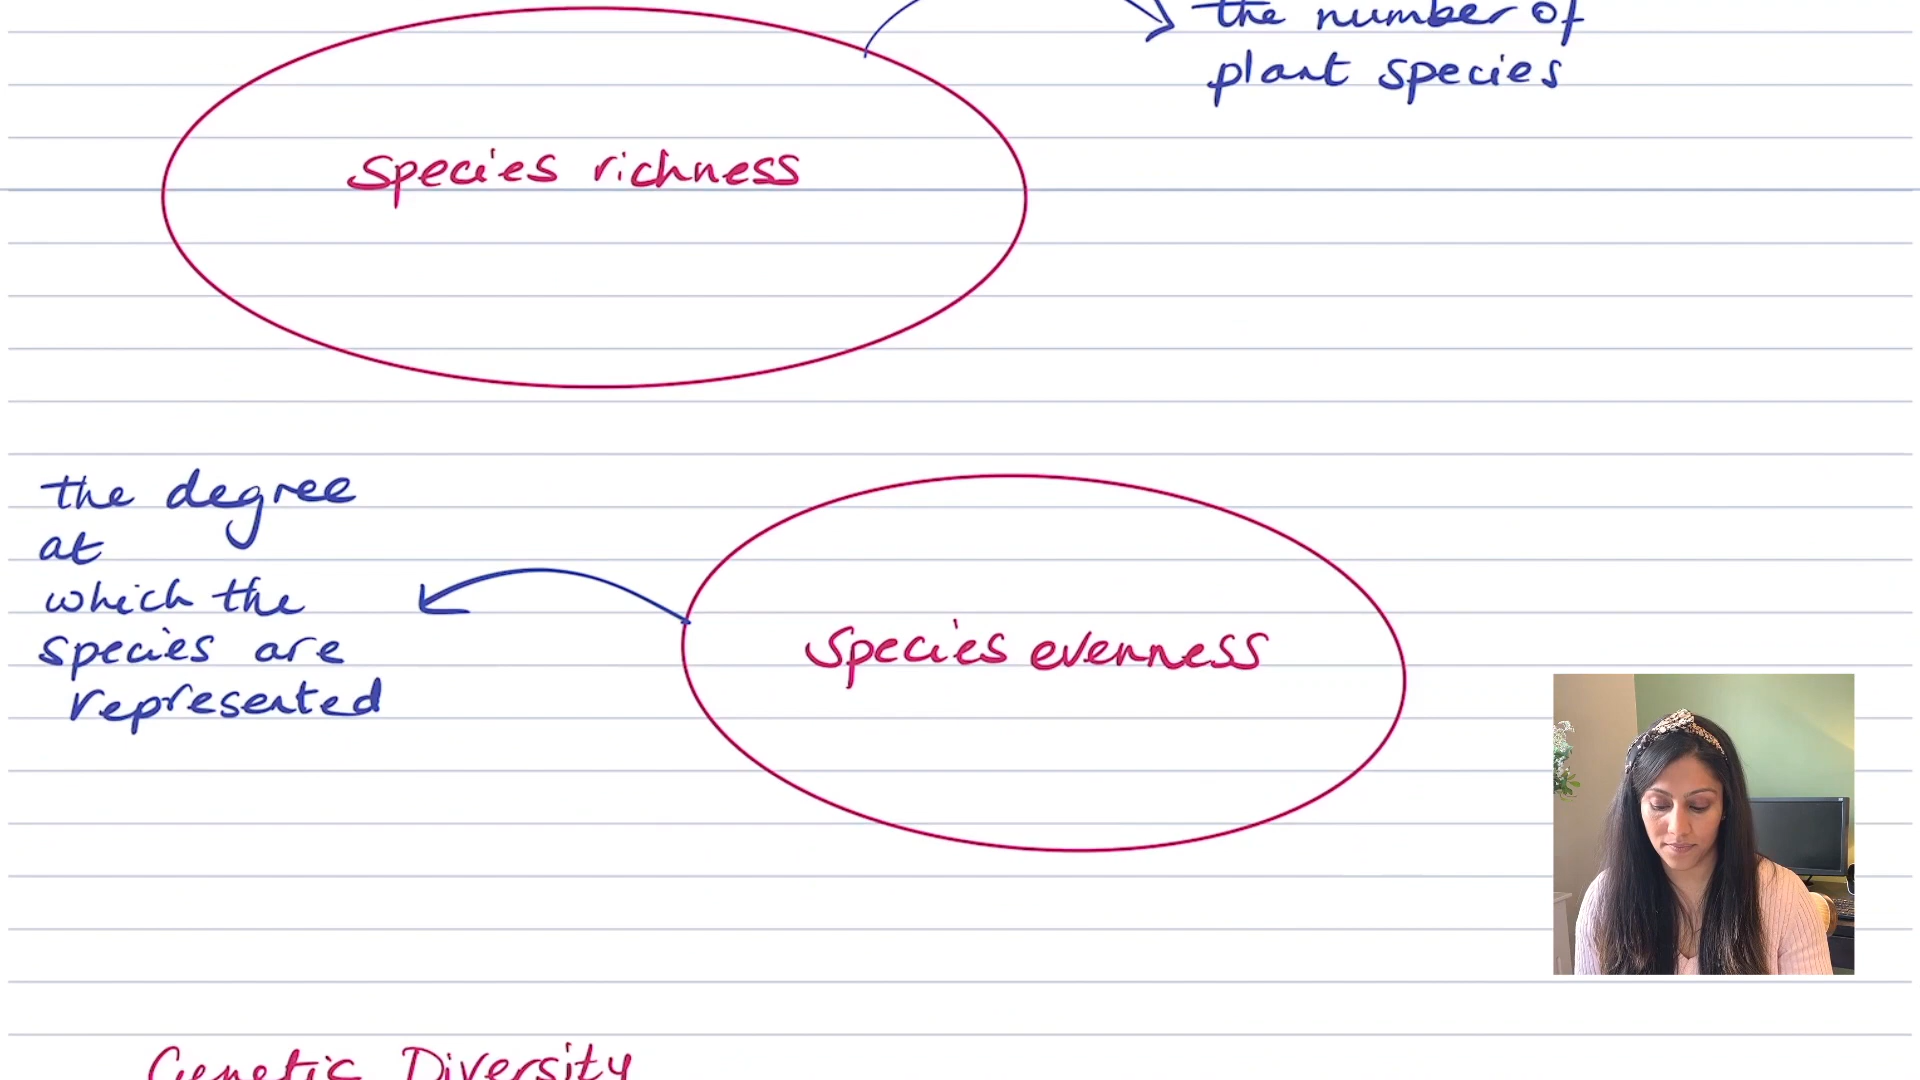 the number of
plant species
species richness
the degree
at
which the
species are
represented
species evenness
Genetic Diversity